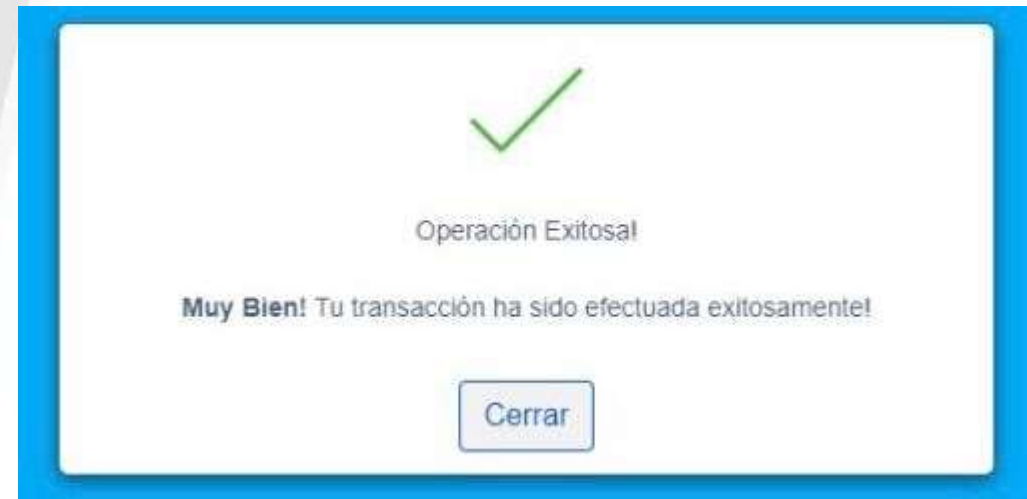 Operación Exitosa!
Muy Bien! Tu transacción ha sido efectuada exitosamente!
Cerrar